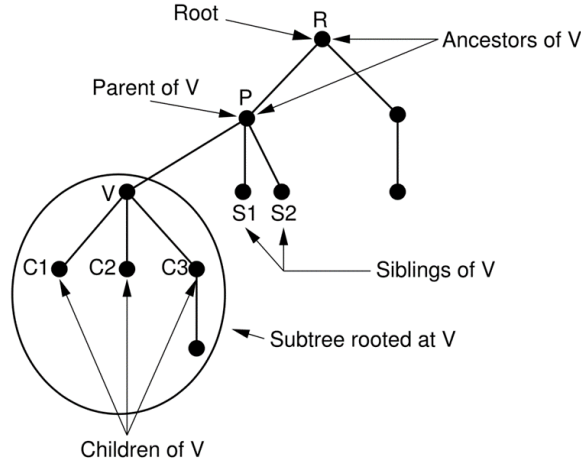 Root
R
Ancestors of V
Parent of V
P
V
S1
S2
C1
C2
C3
Siblings of V
Subtree rooted at V
Children of V